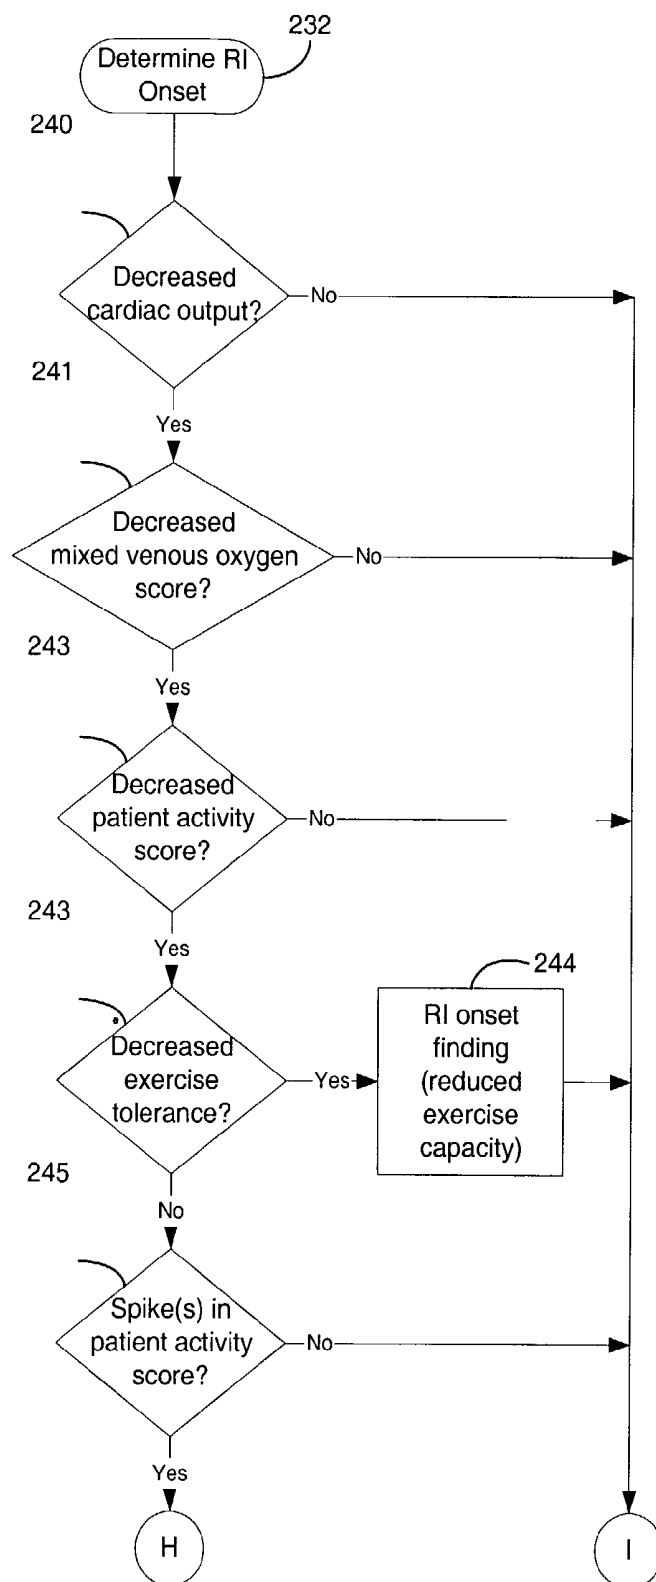 232
Determine RI
Onset
240
Decreased
cardiac output?
No
241
Yes
Decreased
mixed venous oxygen
score?
No
243
Yes
Decreased
patient activity
score?
No
243
Yes
244
Decreased
exercise
tolerance?
Yes
RI onset
finding
(reduced
exercise
capacity)
245
No
Spike(s) in
patient activity
score?
No
Yes
H
I